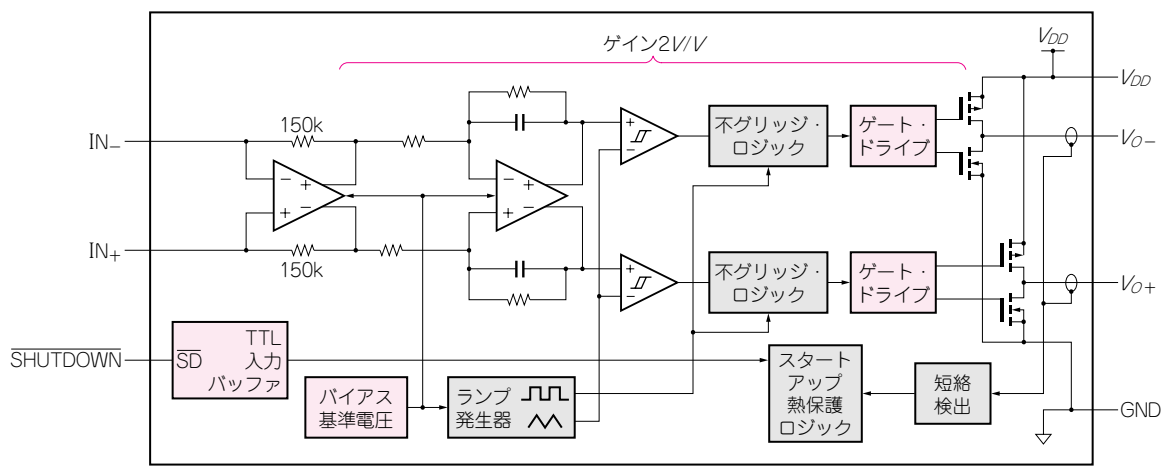 ゲイン2V/V
VDD
VDD
IN−
150k
不グリッジ・
ロジック
ゲート・
ドライブ
VO−
IN+
150k
不グリッジ・
ロジック
ゲート・
ドライブ
VO+
SHUTDOWN
SD
TTL
入力
バッファ
バイアス
基準電圧
ランプ
発生器
スタート
アップ
熱保護
ロジック
短絡
検出
GND